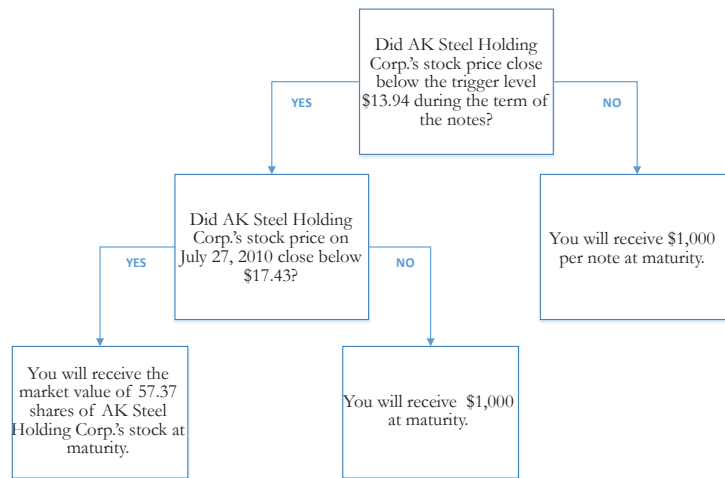 Did AK Steel Holding
Corp.'s stock price close
below the trigger level
$13.94 during the term of
the notes?
YES
NO
Did AK Steel Holding
Corp.'s stock price on
July 27, 2010 close below
$17.43?
You will receive $1,000
per note at maturity.
YES
NO
You will receive the
market value of 57.37
shares of AK Steel
Holding Corp.'s stock at
maturity.
You will receive $1,000
at maturity.